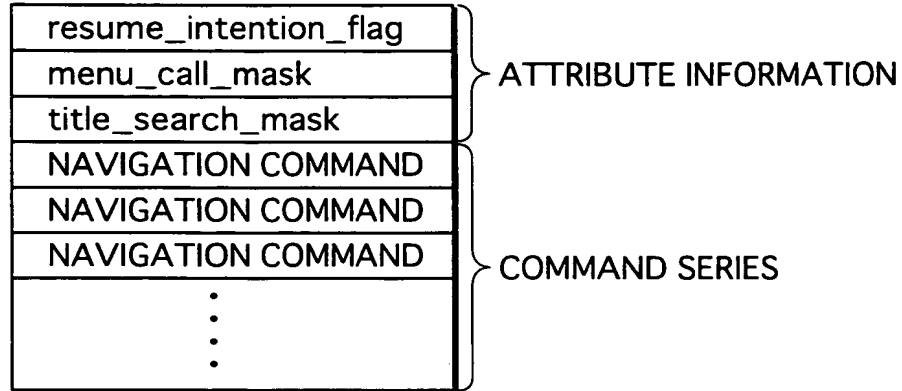 resume_intention_flag
menu_call_mask
title_search_mask
ATTRIBUTE INFORMATION
NAVIGATION COMMAND
NAVIGATION COMMAND
NAVIGATION COMMAND
COMMAND SERIES